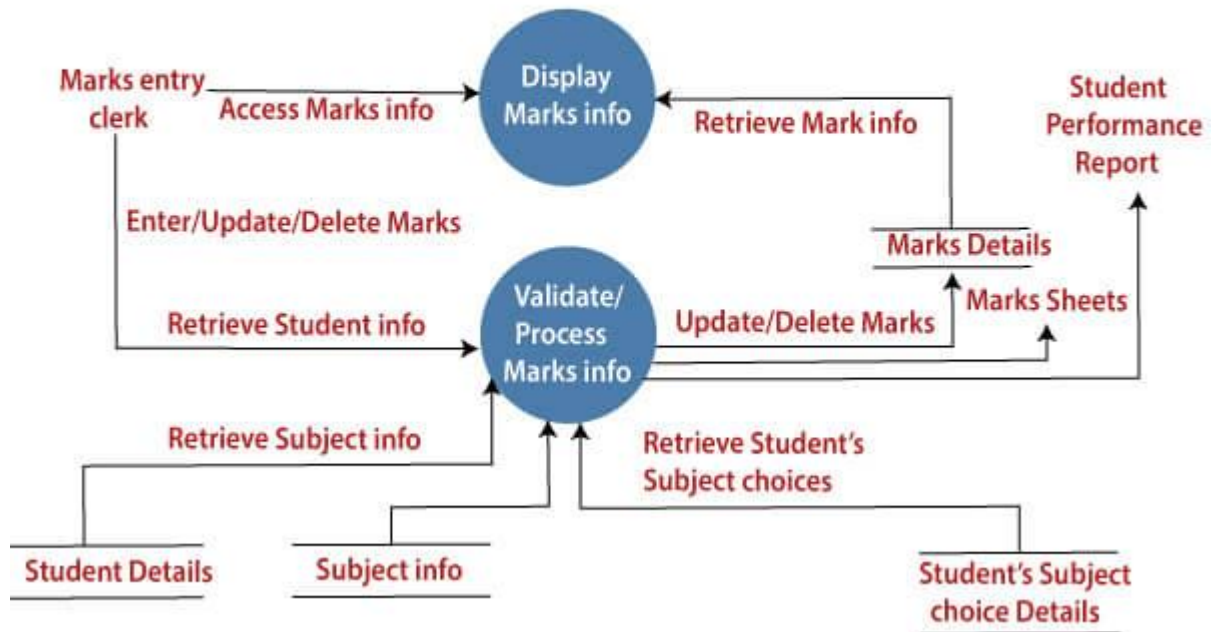 Marks entry
clerk
Access Marks info
Display
Marks info
Retrieve Mark info
Student
Performance
Report
Enter/Update/Delete Marks
Marks Details
Retrieve Student info
Validate/
Process
Marks info
Update/Delete Marks
Marks Sheets
Retrieve Subject info
Retrieve Student's
Subject choices
Student Details
Subject info
Student's Subject
choice Details